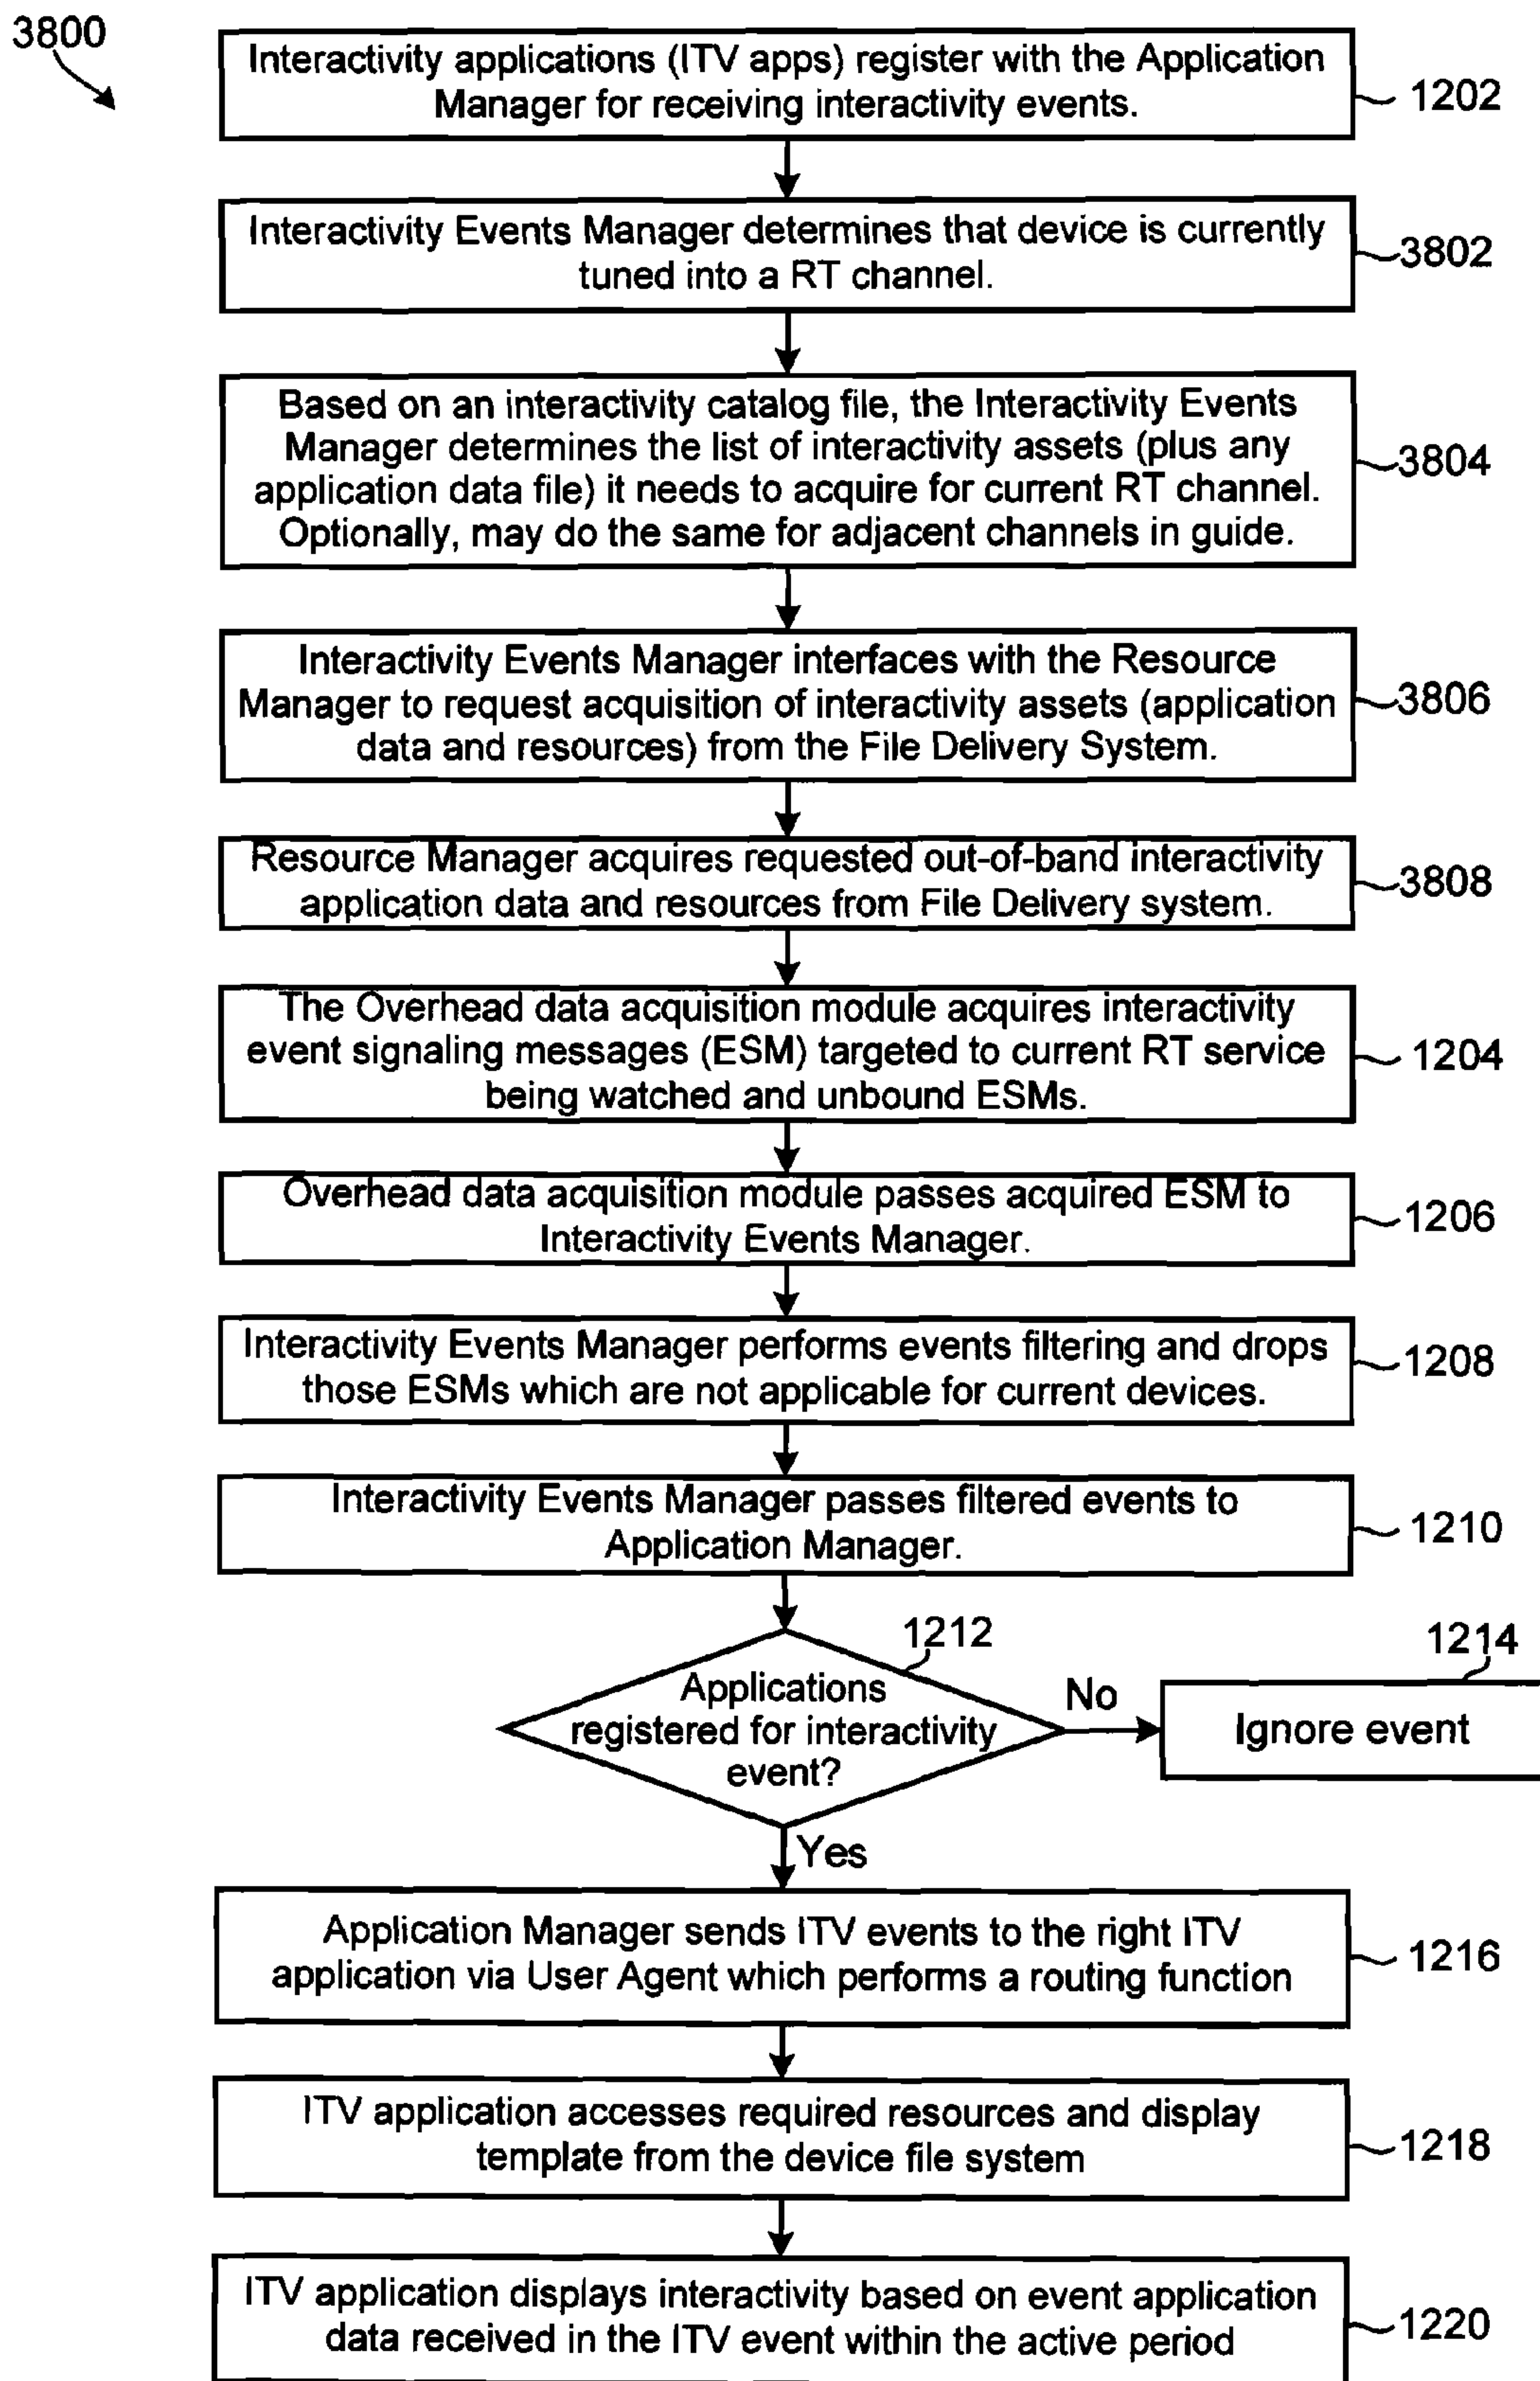 3800
Interactivity applications (ITV apps) register with the Application
Manager for receiving interactivity events.
1202
Interactivity Events Manager determines that device is currently
tuned into a RT channel.
3802
Based on an interactivity catalog file, the Interactivity Events
Manager determines the list of interactivity assets (plus any
application data file) it needs to acquire for current RT channel.
Optionally, may do the same for adjacent channels in guide.
3804
Interactivity Events Manager interfaces with the Resource
Manager to request acquisition of interactivity assets (application
data and resources) from the File Delivery System.
3806
Resource Manager acquires requested out-of-band interactivity
application data and resources from File Delivery system.
3808
The Overhead data acquisition module acquires interactivity
event signaling messages (ESM) targeted to current RT service
being watched and unbound ESMs.
1204
Overhead data acquisition module passes acquired ESM to
Interactivity Events Manager.
1206
Interactivity Events Manager performs events filtering and drops
those ESMs which are not applicable for current devices.
1208
Interactivity Events Manager passes filtered events to
Application Manager.
1210
1212
Applications
registered for interactivity
event?
No
1214
Ignore event
Yes
Application Manager sends ITV events to the right ITV
application via User Agent which performs a routing function
1216
ITV application accesses required resources and display
template from the device file system
1218
ITV application displays interactivity based on event application
data received in the ITV event within the active period
1220